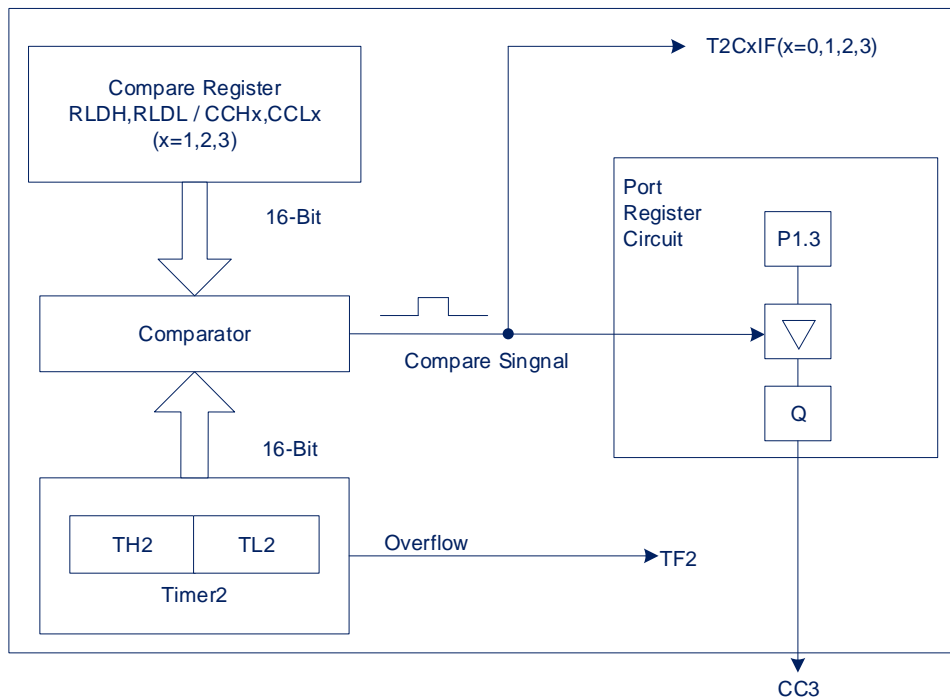 T2CxIF(x=0,1,2,3)
Compare Register
RLDH,RLDL / CCHx,CCLx
(x=1,2,3)
16-Bit
Port
Register
Circuit
P1.3
Comparator
Compare Singnal
Q
16-Bit
TH2
TL2
Timer2
Overflow
TF2
CC3